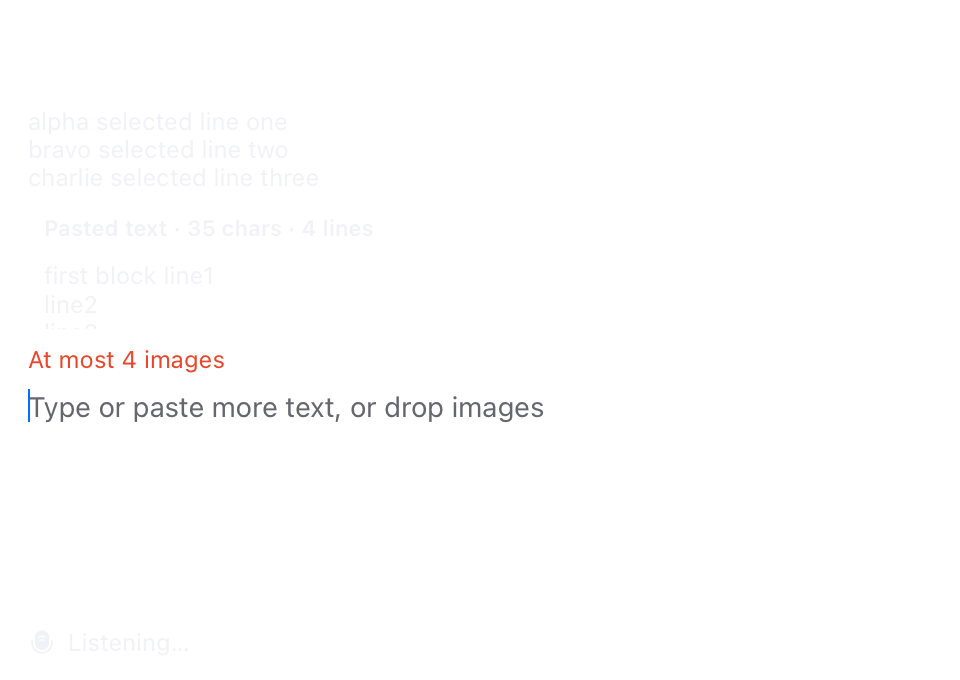 alpha selected line one
bravo selected line two
charlie selected line three
Pasted text · 35 chars · 4 lines
first block line1
line2
At most 4 images
Type or paste more text, or drop images
Listening...